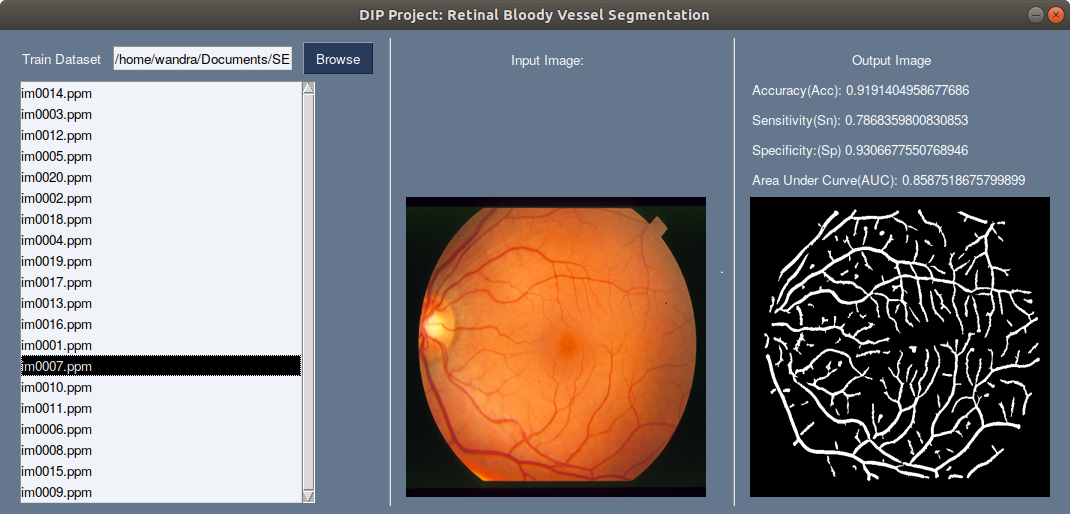 DIP Project: Retinal Bloody Vessel Segmentation
Train Dataset /home/wandra/Documents/SE Browse
im0014.ppm
im0003.ppm
im0012.ppm
im0005.ppm
im0020.ppm
im0002.ppm
im0018.ppm
im0004.ppm
im0019.ppm
im0017.ppm
im0013.ppm
im0016.ppm
im0001.ppm
im0007.ppm
im0010.ppm
im0011.ppm
im0006.ppm
im0008.ppm
im0015.ppm
im0009.ppm
Input Image:
Output Image
Accuracy(Acc): 0.9191404958677686
Sensitivity(Sn): 0.7868359800830853
Specificity:(Sp) 0.9306677550768946
Area Under Curve(AUC): 0.8587518675799899